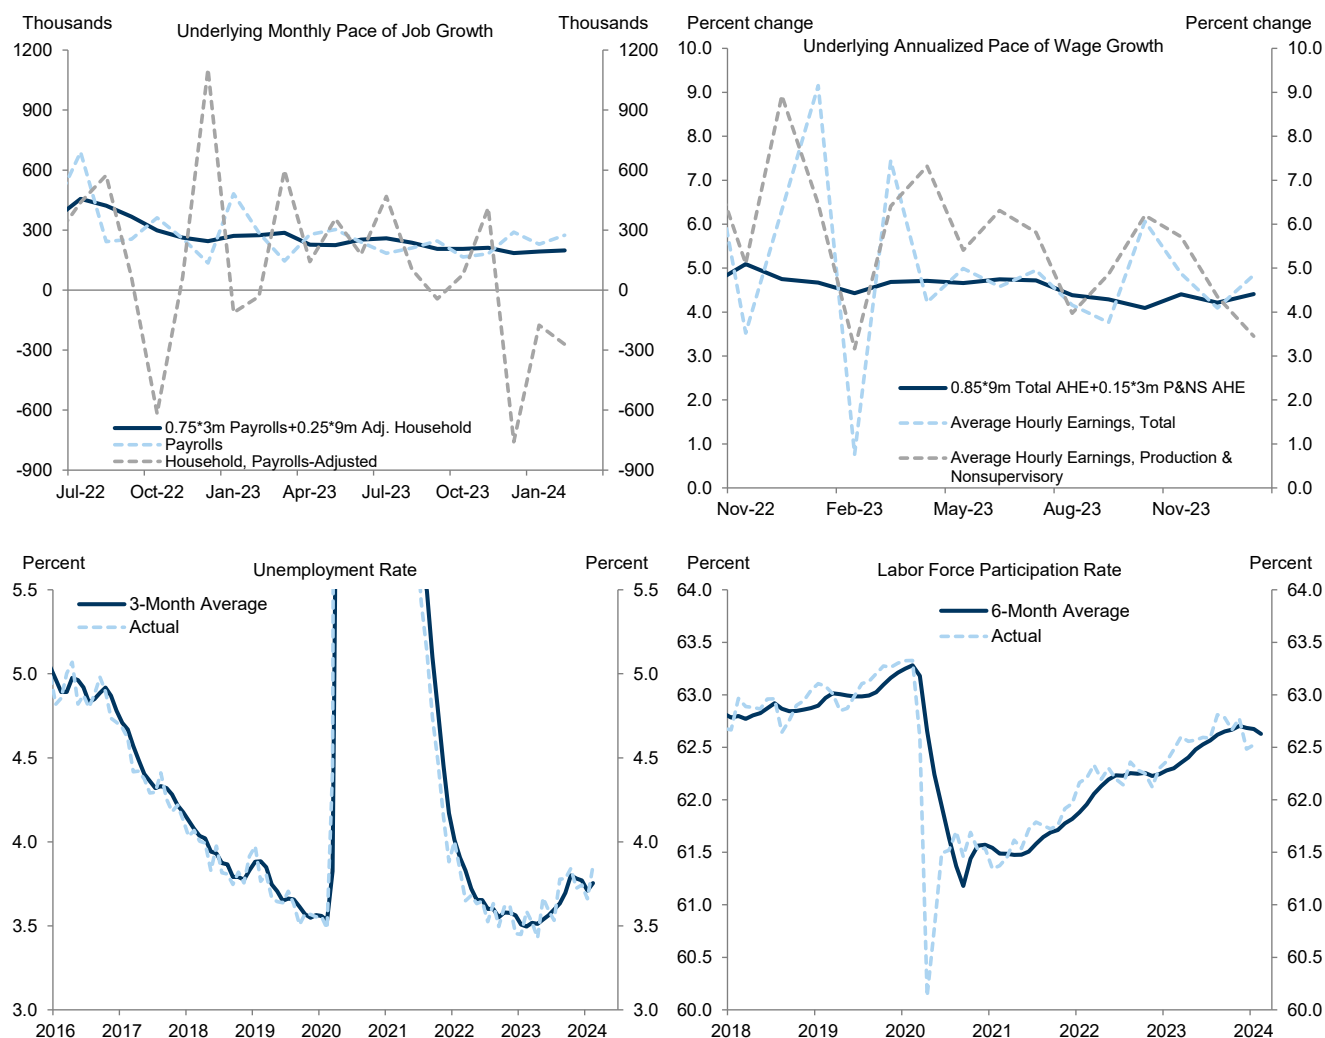 Thousands
Underlying Monthly Pace of Job Growth
Thousands
1200
900
600
300
0
-300
-600
-900
1200
900
600
300
0
-300
-600
-900
0.75*3m Payrolls+0.25*9m Adj. Household
Payrolls
Household, Payrolls-Adjusted
Jul-22 Oct-22 Jan-23 Apr-23 Jul-23 Oct-23 Jan-24
Percent change
Percent change
Underlying Annualized Pace of Wage Growth
10.0
9.0
8.0
7.0
6.0
5.0
4.0
3.0
2.0
1.0
0.0
10.0
9.0
8.0
7.0
6.0
5.0
4.0
3.0
2.0
1.0
0.0
0.85*9m Total AHE+0.15*3m P&NS AHE
Average Hourly Earnings, Total
Average Hourly Earnings, Production &
Nonsupervisory
Nov-22 Feb-23 May-23 Aug-23 Nov-23
Percent
Unemployment Rate
Percent
5.5
5.0
4.5
4.0
3.5
3.0
5.5
5.0
4.5
4.0
3.5
3.0
3-Month Average
Actual
2016 2017 2018 2019 2020 2021 2022 2023 2024
Percent
Labor Force Participation Rate
Percent
64.0
63.5
63.0
62.5
62.0
61.5
61.0
60.5
60.0
64.0
63.5
63.0
62.5
62.0
61.5
61.0
60.5
60.0
6-Month Average
Actual
2018 2019 2020 2021 2022 2023 2024